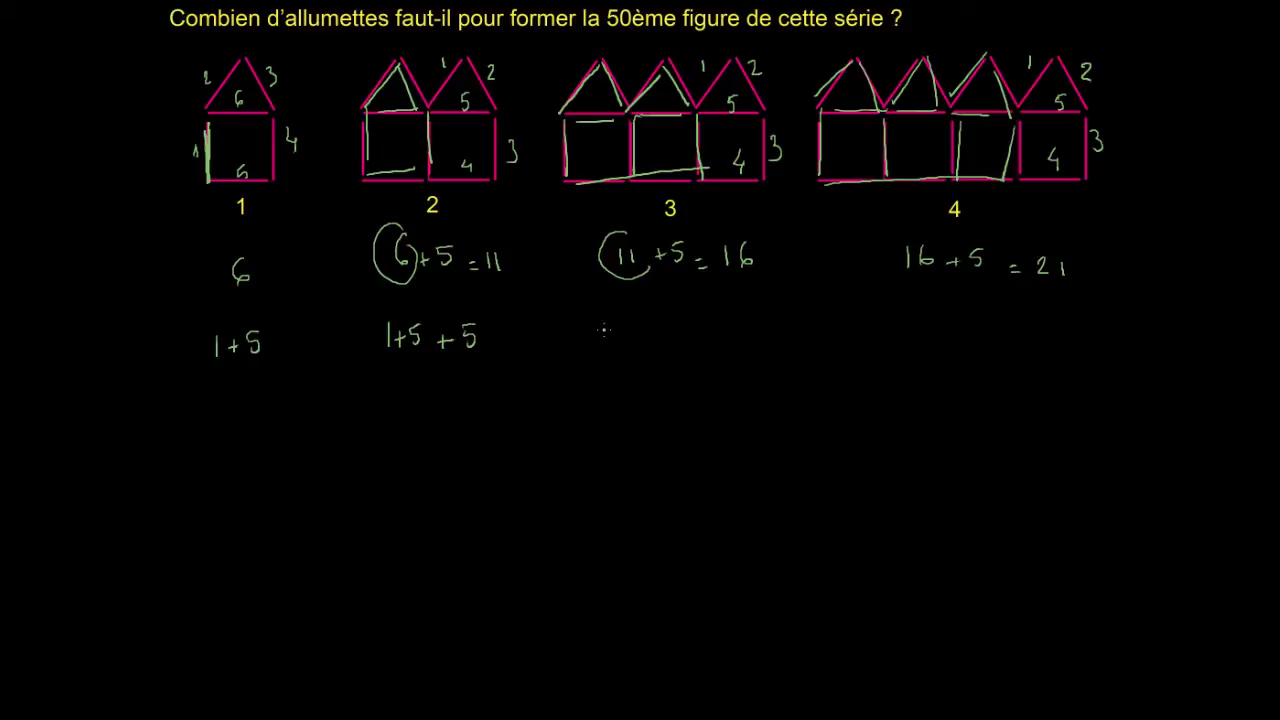 Combien d'allumettes faut-il pour former la 50ème figure de cette série ?
2 3 1 2 1 2 1 2
6 5 5 5
1 4 3 3 3
5 4 4 4
1 2 3 4
6 6+5=11 11+5=16 16+5=21
1+5 1+5+5